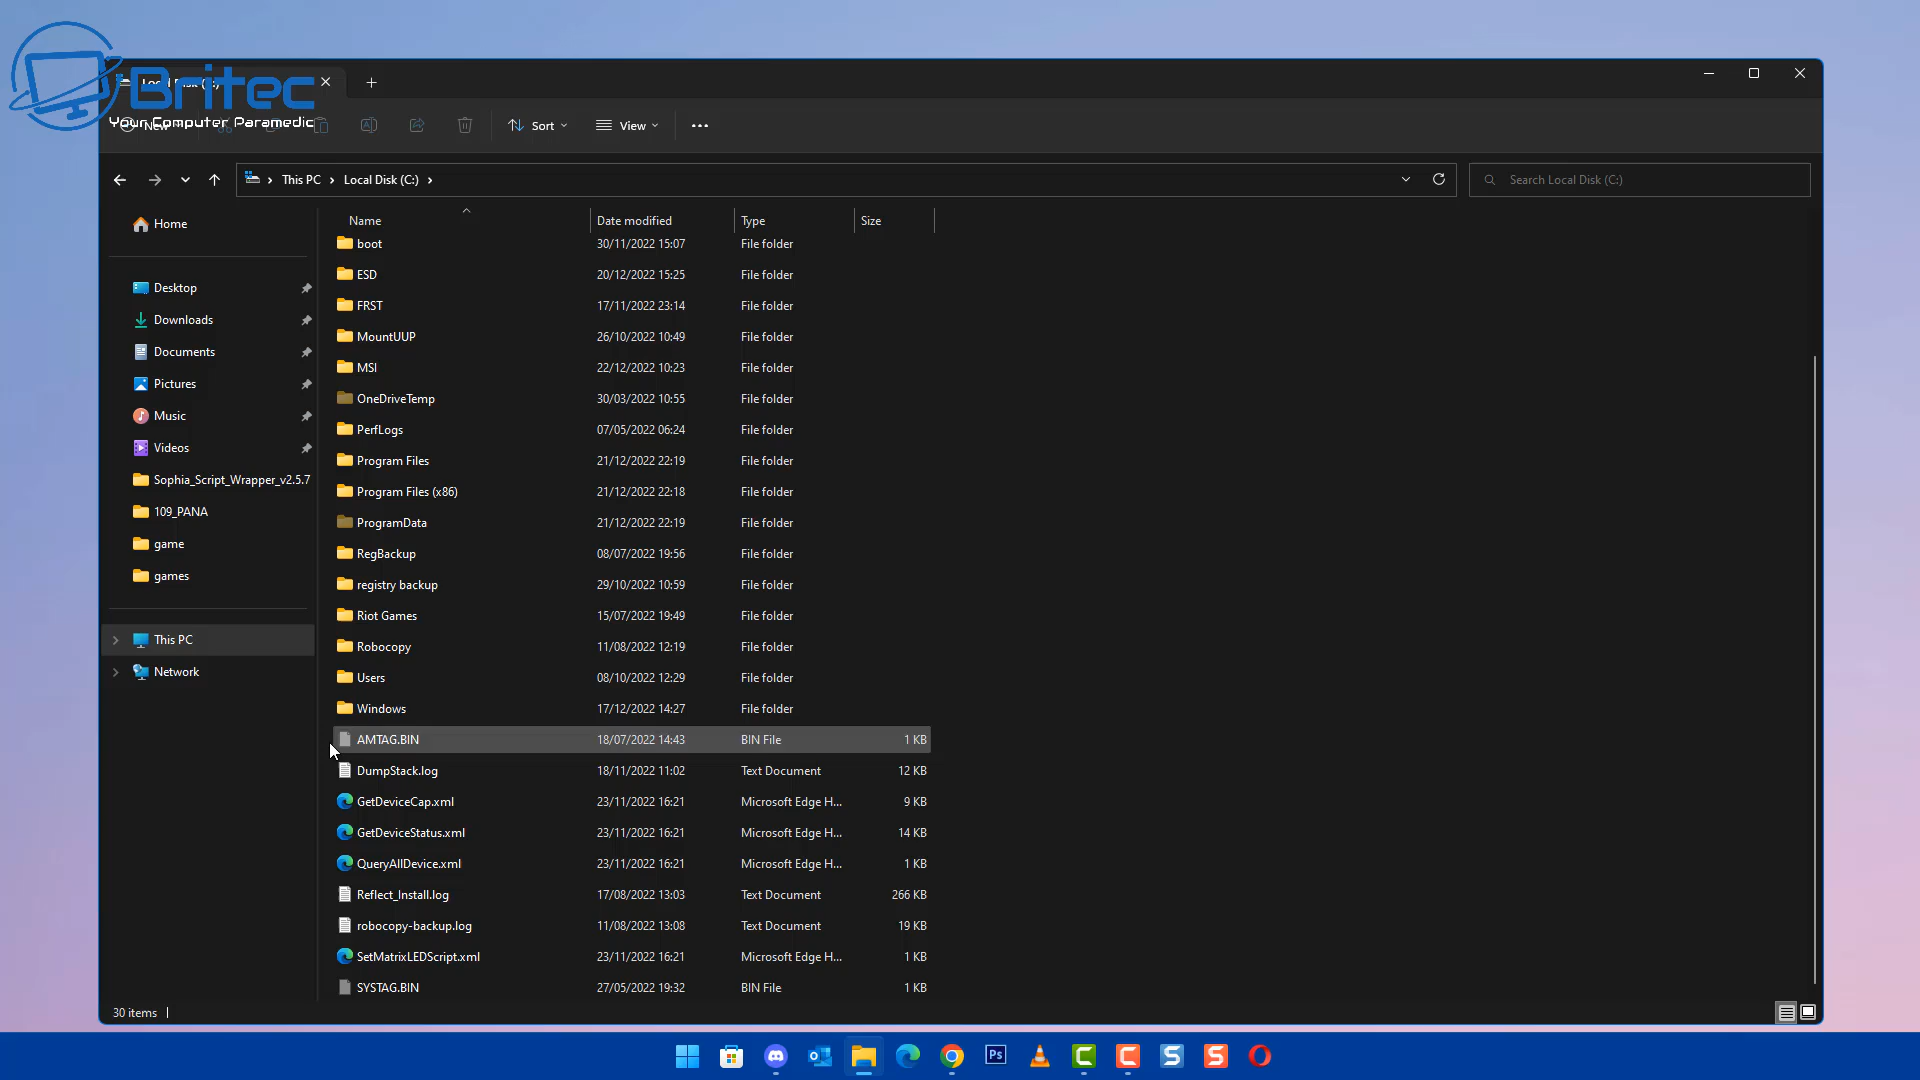 Britec
Your Computer Paramedic
New
Sort
View
This PC
Local Disk (C:)
Search Local Disk (C:)
Home
Desktop
Downloads
Documents
Pictures
Music
Videos
Sophia_Script_Wrapper_v2.5.7
109_PANA
game
games
This PC
Network
Name Date modified Type Size
boot 30/11/2022 15:07 File folder
ESD 20/12/2022 15:25 File folder
FRST 17/11/2022 23:14 File folder
MountUUP 26/10/2022 10:49 File folder
MSI 22/12/2022 10:23 File folder
OneDriveTemp 30/03/2022 10:55 File folder
PerfLogs 07/05/2022 06:24 File folder
Program Files 21/12/2022 22:19 File folder
Program Files (x86) 21/12/2022 22:18 File folder
ProgramData 21/12/2022 22:19 File folder
RegBackup 08/07/2022 19:56 File folder
registry backup 29/10/2022 10:59 File folder
Riot Games 15/07/2022 19:49 File folder
Robocopy 11/08/2022 12:19 File folder
Users 08/10/2022 12:29 File folder
Windows 17/12/2022 14:27 File folder
AMTAG.BIN 18/07/2022 14:43 BIN File 1 KB
DumpStack.log 18/11/2022 11:02 Text Document 12 KB
GetDeviceCap.xml 23/11/2022 16:21 Microsoft Edge H... 9 KB
GetDeviceStatus.xml 23/11/2022 16:21 Microsoft Edge H... 14 KB
QueryAllDevice.xml 23/11/2022 16:21 Microsoft Edge H... 1 KB
Reflect_Install.log 17/08/2022 13:03 Text Document 266 KB
robocopy-backup.log 11/08/2022 13:08 Text Document 19 KB
SetMatrixLEDScript.xml 23/11/2022 16:21 Microsoft Edge H... 1 KB
SYSTAG.BIN 27/05/2022 19:32 BIN File 1 KB
30 items
Ps